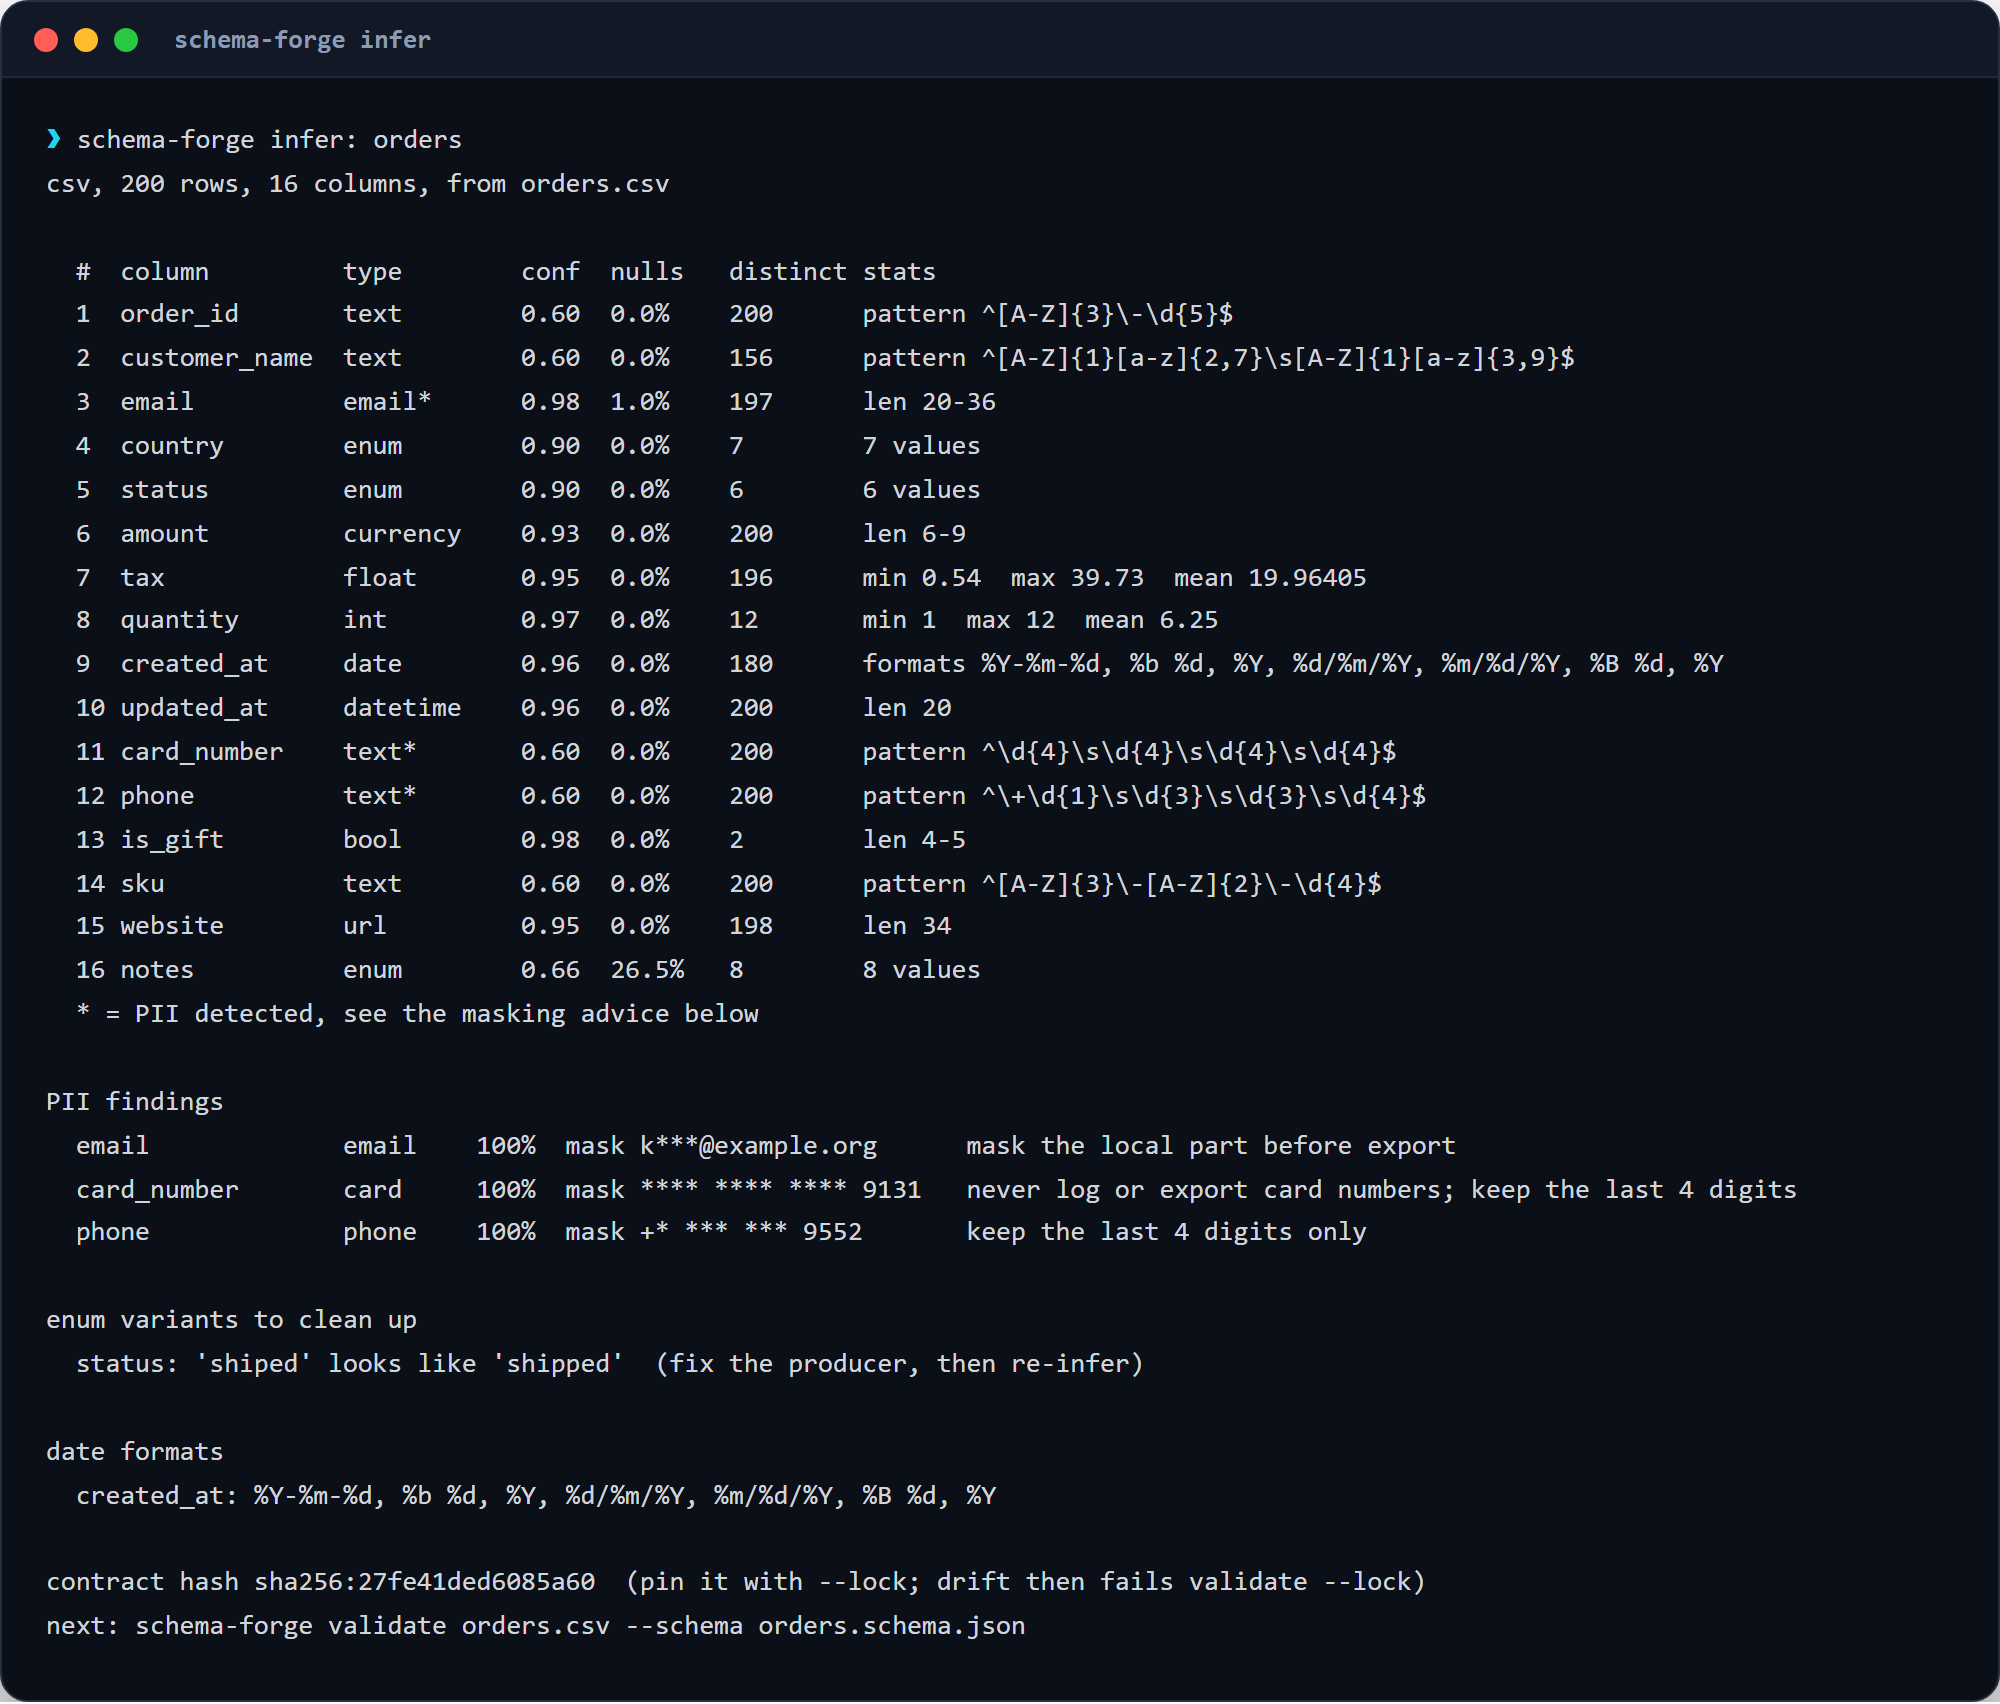 schema-forge infer
❯ schema-forge infer: orders
csv, 200 rows, 16 columns, from orders.csv
#  column         type        conf  nulls   distinct stats
1  order_id       text        0.60  0.0%    200      pattern ^[A-Z]{3}\-\d{5}$
2  customer_name  text        0.60  0.0%    156      pattern ^[A-Z]{1}[a-z]{2,7}\s[A-Z]{1}[a-z]{3,9}$
3  email          email*      0.98  1.0%    197      len 20-36
4  country        enum        0.90  0.0%    7        7 values
5  status         enum        0.90  0.0%    6        6 values
6  amount         currency    0.93  0.0%    200      len 6-9
7  tax            float       0.95  0.0%    196      min 0.54  max 39.73  mean 19.96405
8  quantity       int         0.97  0.0%    12       min 1  max 12  mean 6.25
9  created_at     date        0.96  0.0%    180      formats %Y-%m-%d, %b %d, %Y, %d/%m/%Y, %m/%d/%Y, %B %d, %Y
10 updated_at     datetime    0.96  0.0%    200      len 20
11 card_number    text*       0.60  0.0%    200      pattern ^\d{4}\s\d{4}\s\d{4}\s\d{4}$
12 phone          text*       0.60  0.0%    200      pattern ^\+\d{1}\s\d{3}\s\d{3}\s\d{4}$
13 is_gift        bool        0.98  0.0%    2        len 4-5
14 sku            text        0.60  0.0%    200      pattern ^[A-Z]{3}\-[A-Z]{2}\-\d{4}$
15 website        url         0.95  0.0%    198      len 34
16 notes          enum        0.66  26.5%   8        8 values
* = PII detected, see the masking advice below
PII findings
email             email    100%  mask k***@example.org      mask the local part before export
card_number       card     100%  mask **** **** **** 9131   never log or export card numbers; keep the last 4 digits
phone             phone    100%  mask +* *** *** 9552       keep the last 4 digits only
enum variants to clean up
status: 'shiped' looks like 'shipped'  (fix the producer, then re-infer)
date formats
created_at: %Y-%m-%d, %b %d, %Y, %d/%m/%Y, %m/%d/%Y, %B %d, %Y
contract hash sha256:27fe41ded6085a60  (pin it with --lock; drift then fails validate --lock)
next: schema-forge validate orders.csv --schema orders.schema.json